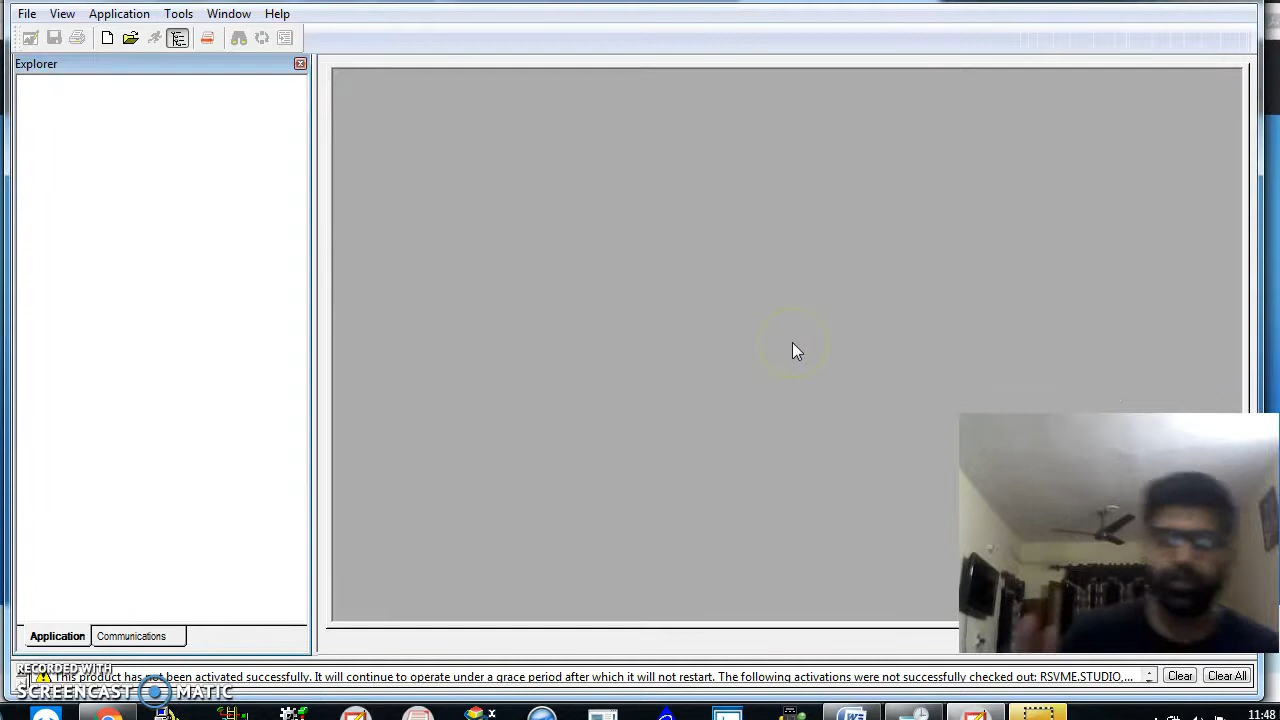 File View Application Tools Window Help
Explorer
Application Communications
RECORDED WITH
This product has not been activated successfully. It will continue to operate under a grace period after which it will not restart. The following activations were not successfully checked out: RSVME.STUDIO,... Clear Clear All
SCREENCAST MATIC
11:48